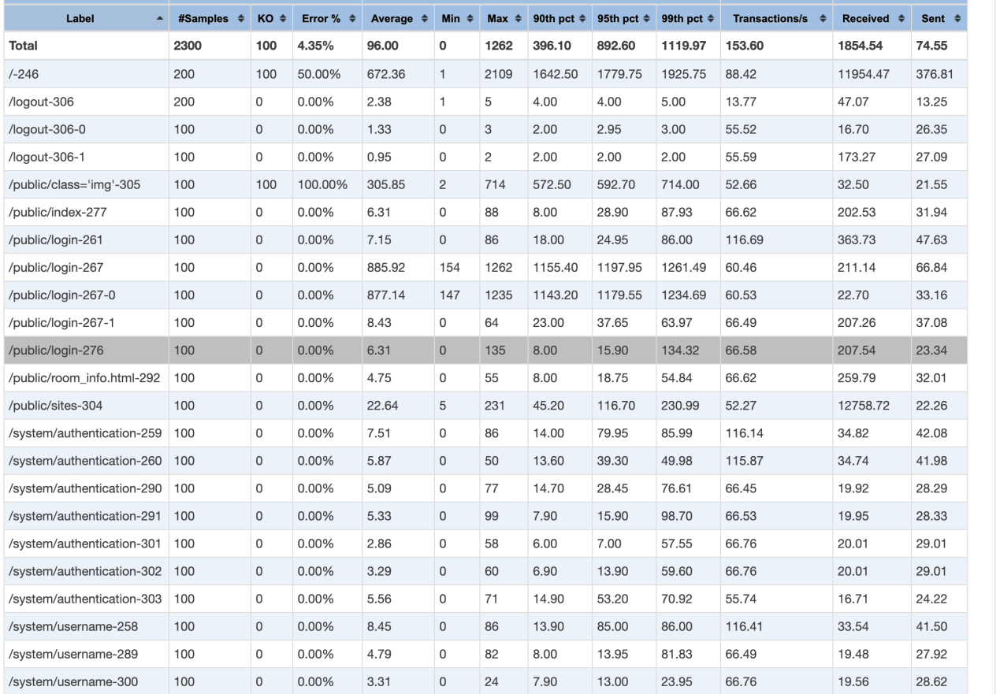 Label #Samples KO Error % Average Min Max 90th pct 95th pct 99th pct Transactions/s Received Sent
Total 2300 100 4.35% 96.00 0 1262 396.10 892.60 1119.97 153.60 1854.54 74.55
/-246 200 100 50.00% 672.36 1 2109 1642.50 1779.75 1925.75 88.42 11954.47 376.81
/logout-306 200 0 0.00% 2.38 1 5 4.00 4.00 5.00 13.77 47.07 13.25
/logout-306-0 100 0 0.00% 1.33 0 3 2.00 2.95 3.00 55.52 16.70 26.35
/logout-306-1 100 0 0.00% 0.95 0 2 2.00 2.00 2.00 55.59 173.27 27.09
/public/class='img'-305 100 100 100.00% 305.85 2 714 572.50 592.70 714.00 52.66 32.50 21.55
/public/index-277 100 0 0.00% 6.31 0 88 8.00 28.90 87.93 66.62 202.53 31.94
/public/login-261 100 0 0.00% 7.15 0 86 18.00 24.95 86.00 116.69 363.73 47.63
/public/login-267 100 0 0.00% 885.92 154 1262 1155.40 1197.95 1261.49 60.46 211.14 66.84
/public/login-267-0 100 0 0.00% 877.14 147 1235 1143.20 1179.55 1234.69 60.53 22.70 33.16
/public/login-267-1 100 0 0.00% 8.43 0 64 23.00 37.65 63.97 66.49 207.26 37.08
/public/login-276 100 0 0.00% 6.31 0 135 8.00 15.90 134.32 66.58 207.54 23.34
/public/room_info.html-292 100 0 0.00% 4.75 0 55 8.00 18.75 54.84 66.62 259.79 32.01
/public/sites-304 100 0 0.00% 22.64 5 231 45.20 116.70 230.99 52.27 12758.72 22.26
/system/authentication-259 100 0 0.00% 7.51 0 86 14.00 79.95 85.99 116.14 34.82 42.08
/system/authentication-260 100 0 0.00% 5.87 0 50 13.60 39.30 49.98 115.87 34.74 41.98
/system/authentication-290 100 0 0.00% 5.09 0 77 14.70 28.45 76.61 66.45 19.92 28.29
/system/authentication-291 100 0 0.00% 5.33 0 99 7.90 15.90 98.70 66.53 19.95 28.33
/system/authentication-301 100 0 0.00% 2.86 0 58 6.00 7.00 57.55 66.76 20.01 29.01
/system/authentication-302 100 0 0.00% 3.29 0 60 6.90 13.90 59.60 66.76 20.01 29.01
/system/authentication-303 100 0 0.00% 5.56 0 71 14.90 53.20 70.92 55.74 16.71 24.22
/system/username-258 100 0 0.00% 8.45 0 86 13.90 85.00 86.00 116.41 33.54 41.50
/system/username-289 100 0 0.00% 4.79 0 82 8.00 13.95 81.83 66.49 19.48 27.92
/system/username-300 100 0 0.00% 3.31 0 24 7.90 13.00 23.95 66.76 19.56 28.62